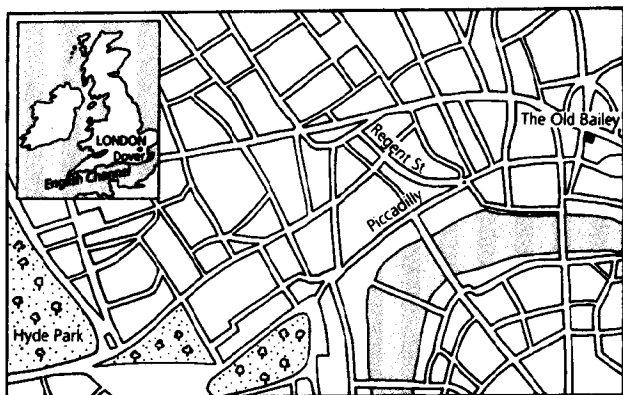 LONDON
Dover
English Channel
The Old Bailey
Regent St
Piccadilly
Hyde Park